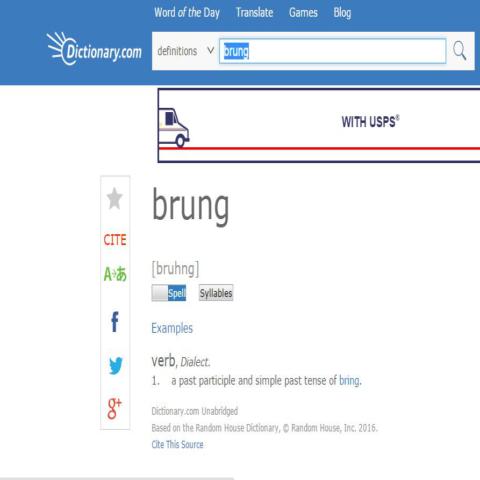 Word of the Day Translate Games Blog
Dictionary.com definitions brung
WITH USPS®
brung
CITE
A あ
[bruhng]
Spell Syllables
Examples
verb, Dialect.
1. a past participle and simple past tense of bring.
Dictionary.com Unabridged
Based on the Random House Dictionary, © Random House, Inc. 2016.
Cite This Source
f
g+